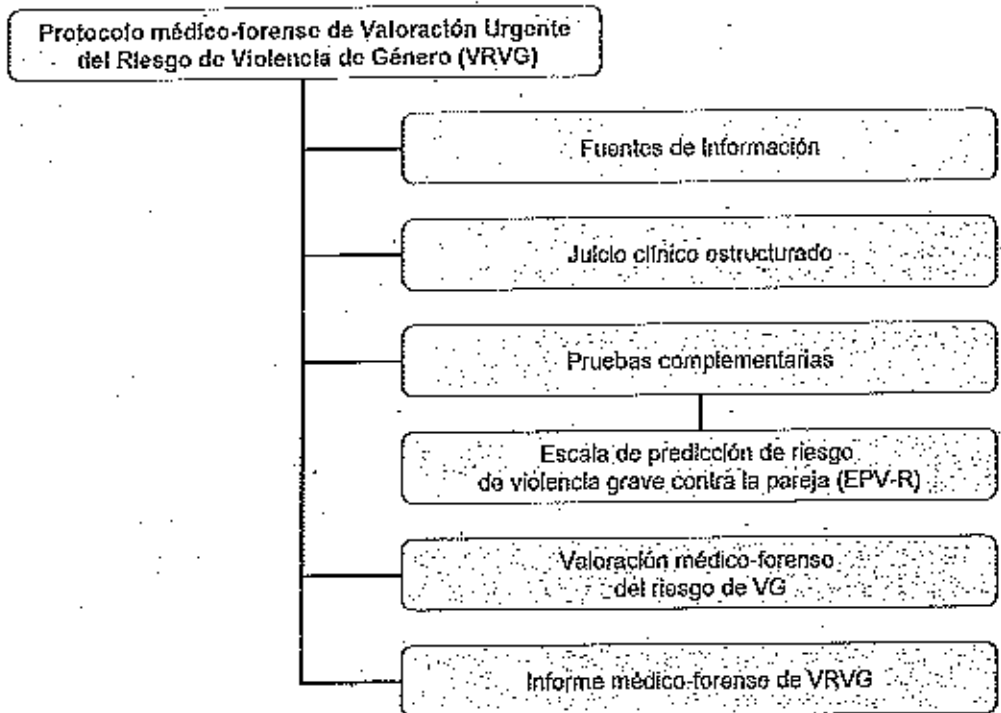 Protocolo médico-forense de Valoración Urgente
del Riesgo de Violencia de Género (VRVG)
Fuentes de Información
Juicio clínico estructurado
Pruebas complementarias
Escala de predicción de riesgo
de violencia grave contra la pareja (EPV-R)
Valoración médico-forense
del riesgo de VG
Informe médico-forense de VRVG